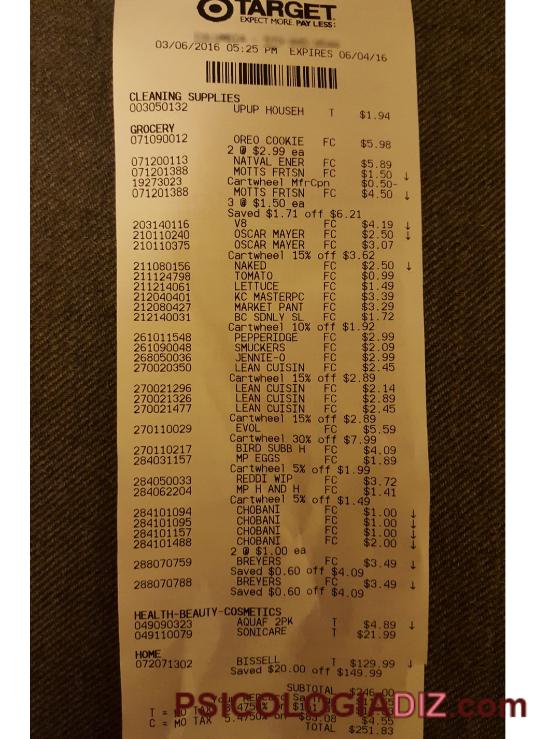 TARGET
EXPECT MORE. PAY LESS.
03/06/2016 05:25 PM EXPIRES 06/04/16
CLEANING SUPPLIES
003050132 UPUP HOUSEH T $1.94
GROCERY
071090012 OREO COOKIE FC $5.98
2 @ $2.99 ea
071200113 NATVAL ENER FC $5.89
071201388 MOTTS FRTSN FC $1.50 ↓
19273023 Cartwheel MfrCpn $0.50-
071201388 MOTTS FRTSN FC $4.50 ↓
3 @ $1.50 ea
Saved $1.71 off $6.21
203140116 V8 FC $4.19 ↓
210110240 OSCAR MAYER FC $2.50 ↓
210110375 OSCAR MAYER FC $3.07
Cartwheel 15% off $3.62
211080156 NAKED FC $2.50 ↓
211124798 TOMATO FC $0.99
211214061 LETTUCE FC $1.49
212040401 KC MASTERPC FC $3.39
212080427 MARKET PANT FC $3.29
212140031 BC SDNLY SL FC $1.72
Cartwheel 10% off $1.92
261011548 PEPPERIDGE FC $2.99
261090048 SMUCKERS FC $2.09
268050036 JENNIE-O FC $2.99
270020350 LEAN CUISIN FC $2.45
Cartwheel 15% off $2.89
270021296 LEAN CUISIN FC $2.14
270021326 LEAN CUISIN FC $2.89
270021477 LEAN CUISIN FC $2.45
Cartwheel 15% off $2.89
270110029 EVOL FC $5.59
Cartwheel 30% off $7.99
270110217 BIRD SUBB H FC $4.09
284031157 MP EGGS FC $1.89
Cartwheel 5% off $1.99
284050033 REDDI WIP FC $3.72
284062204 MP H AND H FC $1.41
Cartwheel 5% off $1.49
284101094 CHOBANI FC $1.00 ↓
284101095 CHOBANI FC $1.00 ↓
284101157 CHOBANI FC $1.00 ↓
284101488 CHOBANI FC $2.00 ↓
2 @ $1.00 ea
288070759 BREYERS FC $3.49 ↓
Saved $0.60 off $4.09
288070788 BREYERS FC $3.49 ↓
Saved $0.60 off $4.09
HEALTH-BEAUTY-COSMETICS
049090323 AQUAF 2PK T $4.89 ↓
049110079 SONICARE T $21.99
HOME
072071302 BISSELL T $129.99 ↓
Saved $20.00 off $149.99
SUBTOTAL $246.00
T = MO TAX
C = MO TAX 5.4750% on $83.08 $4.55
TOTAL $251.83
PSICOLOGIADIZ.com